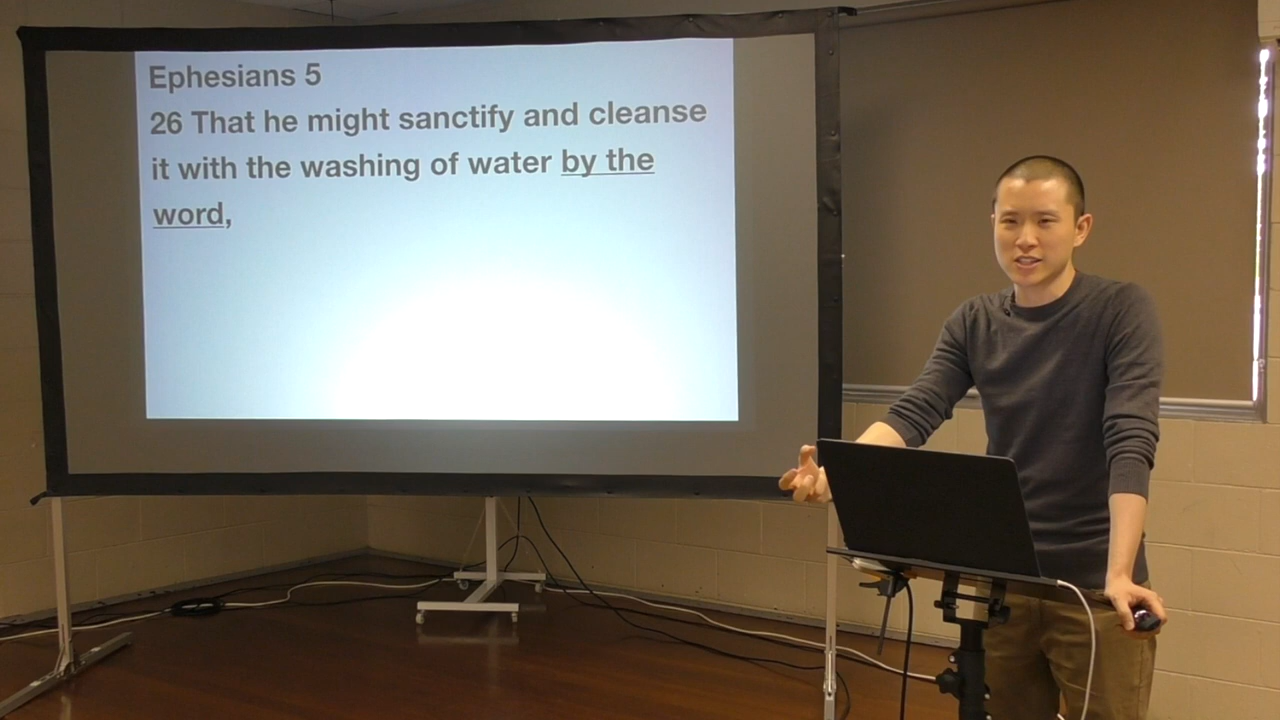 Ephesians 5
26 That he might sanctify and cleanse
it with the washing of water by the
word,